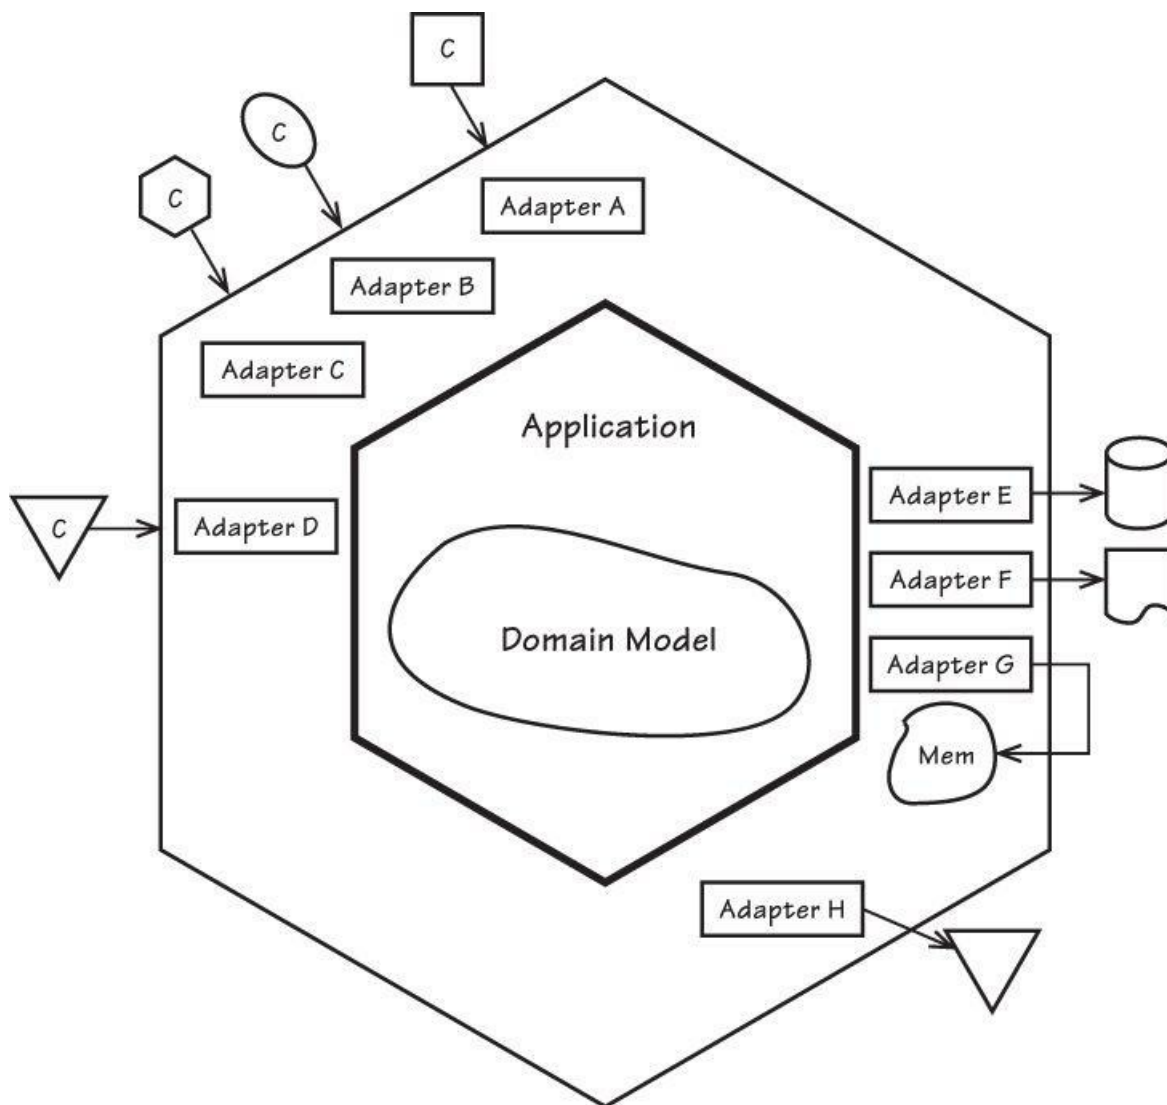 C
C
C
Adapter A
Adapter B
Adapter C
Application
Adapter E
C
Adapter D
Adapter F
Domain Model
Adapter G
Mem
Adapter H